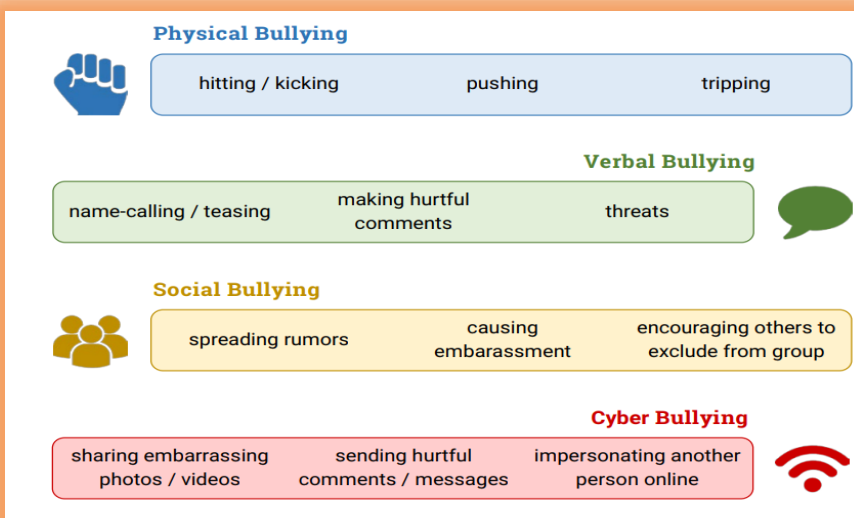 Physical Bullying
hitting / kicking pushing tripping
Verbal Bullying
name-calling / teasing
making hurtful
comments
threats
Social Bullying
spreading rumors
causing
embarassment
encouraging others to
exclude from group
Cyber Bullying
sharing embarrassing
photos / videos
sending hurtful
comments / messages
impersonating another
person online